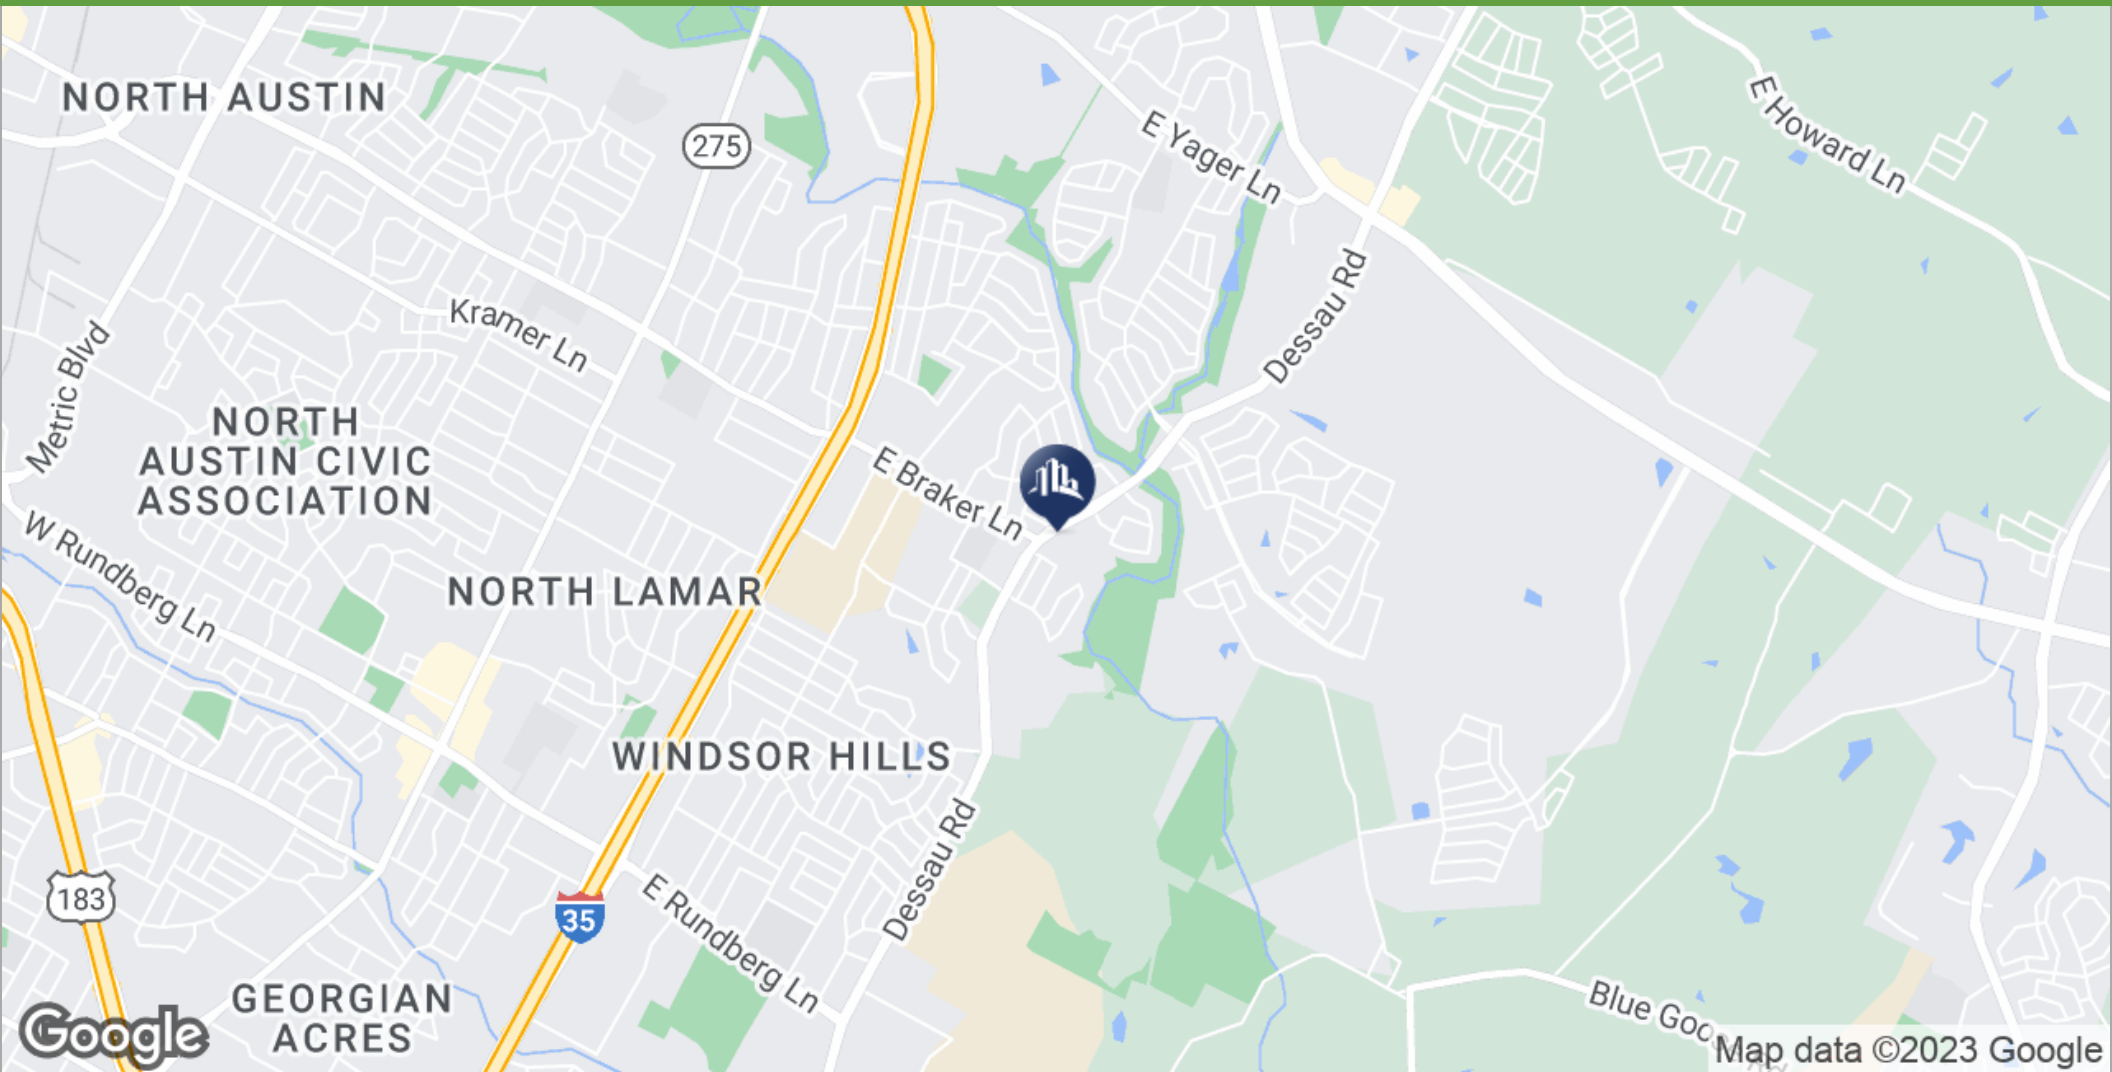 NORTH AUSTIN
275
E Yager Ln
E Howard Ln
Kramer Ln
Dessau Rd
Metric Blvd
NORTH
AUSTIN CIVIC
ASSOCIATION
E Braker Ln
W Rundberg Ln
NORTH LAMAR
WINDSOR HILLS
Dessau Rd
183
35
E Rundberg Ln
GEORGIAN
ACRES
Blue Goo
Google
Map data ©2023 Google